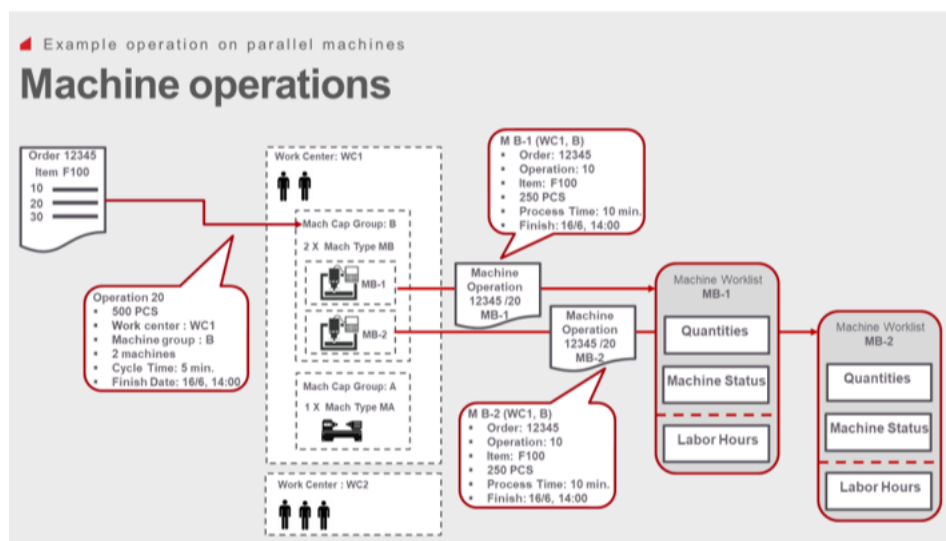 Example operation on parallel machines
Machine operations
Order 12345
Item F100
10
20
30
Operation 20
▪ 500 PCS
▪ Work center : WC1
▪ Machine group : B
▪ 2 machines
▪ Cycle Time: 5 min.
▪ Finish Date: 16/6, 14:00
Work Center: WC1
Mach Cap Group: B
2 X Mach Type MB
MB-1
MB-2
Mach Cap Group: A
1 X Mach Type MA
Work Center : WC2
M B-1 (WC1, B)
▪ Order: 12345
▪ Operation: 10
▪ Item: F100
▪ 250 PCS
▪ Process Time: 10 min.
▪ Finish: 16/6, 14:00
Machine
Operation
12345 /20
MB-1
Machine
Operation
12345 /20
MB-2
M B-2 (WC1, B)
▪ Order: 12345
▪ Operation: 10
▪ Item: F100
▪ 250 PCS
▪ Process Time: 10 min.
▪ Finish: 16/6, 14:00
Machine Worklist
MB-1
Quantities
Machine Status
Labor Hours
Machine Worklist
MB-2
Quantities
Machine Status
Labor Hours